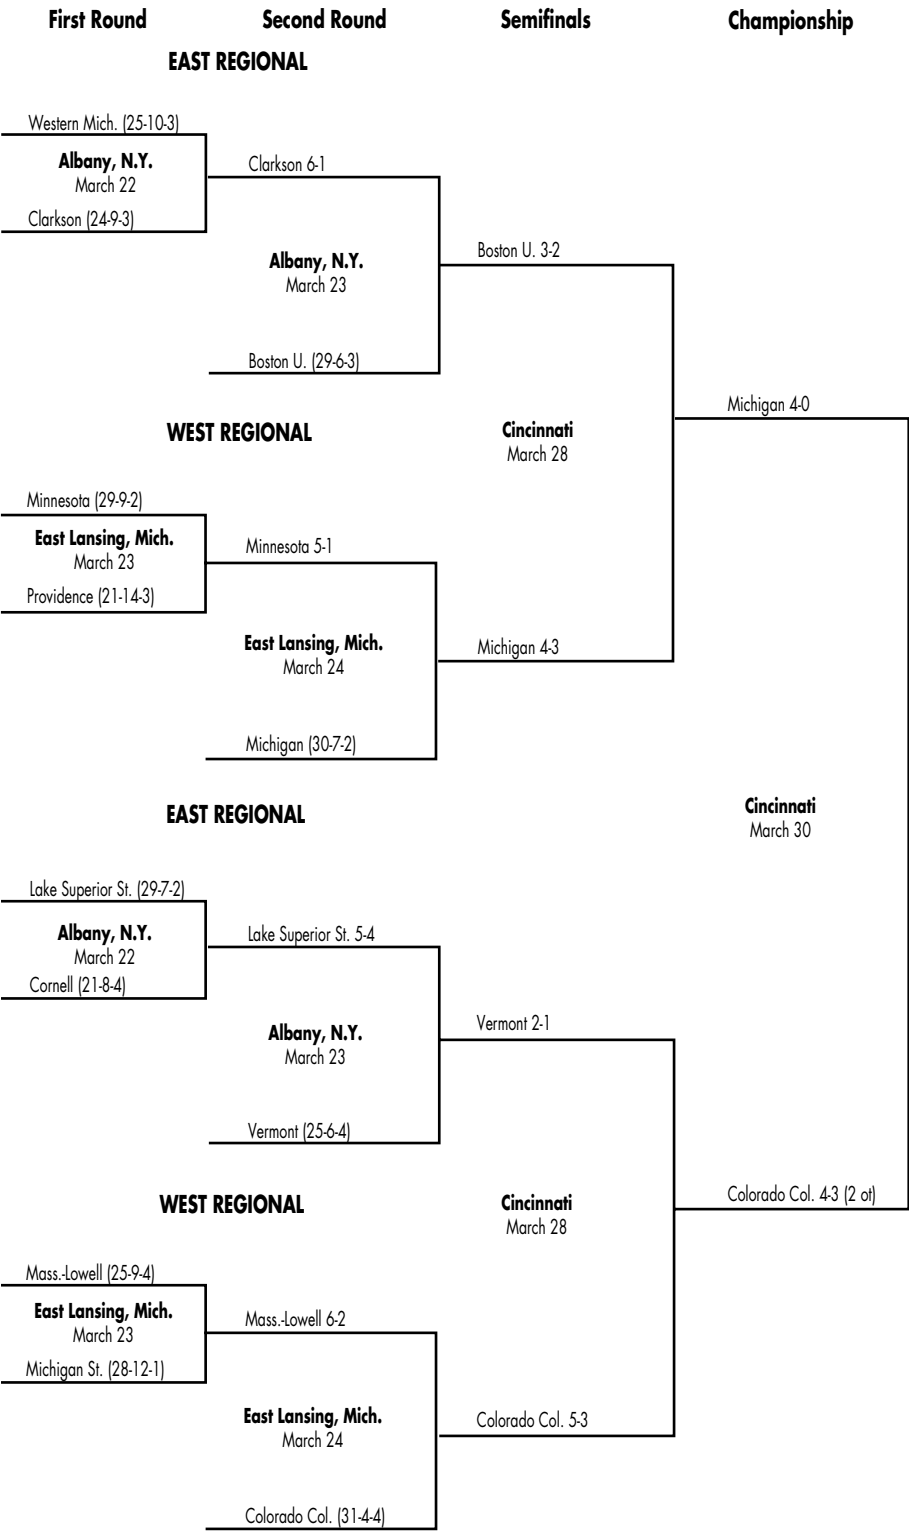 First Round Second Round Semifinals Championship
EAST REGIONAL
Western Mich. (25-10-3)
Albany, N.Y.
March 22
Clarkson (24-9-3)
Clarkson 6-1
Albany, N.Y.
March 23
Boston U. (29-6-3)
Boston U. 3-2
WEST REGIONAL
Minnesota (29-9-2)
East Lansing, Mich.
March 23
Providence (21-14-3)
Minnesota 5-1
East Lansing, Mich.
March 24
Michigan (30-7-2)
Michigan 4-3
Cincinnati
March 28
Michigan 4-0
Cincinnati
March 30
EAST REGIONAL
Lake Superior St. (29-7-2)
Albany, N.Y.
March 22
Cornell (21-8-4)
Lake Superior St. 5-4
Albany, N.Y.
March 23
Vermont (25-6-4)
Vermont 2-1
WEST REGIONAL
Mass.-Lowell (25-9-4)
East Lansing, Mich.
March 23
Michigan St. (28-12-1)
Mass.-Lowell 6-2
East Lansing, Mich.
March 24
Colorado Col. (31-4-4)
Colorado Col. 5-3
Cincinnati
March 28
Colorado Col. 4-3 (2 ot)